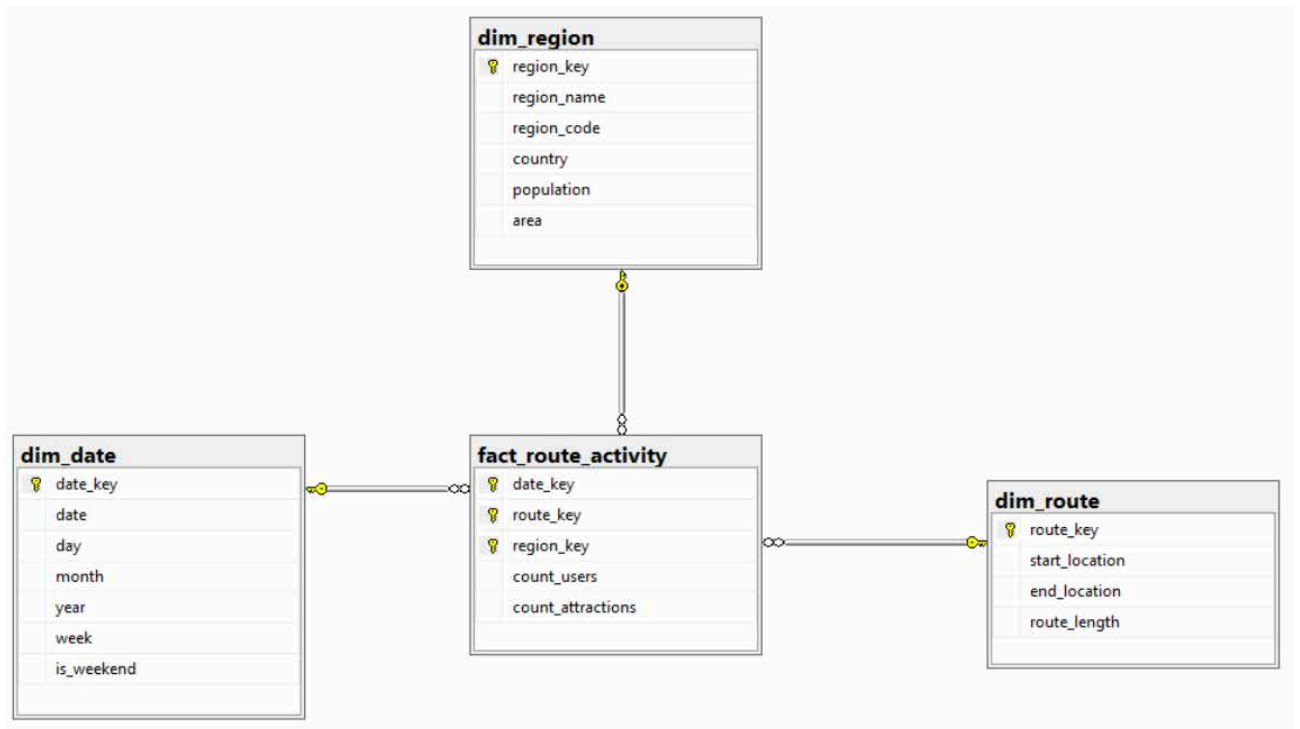 dim_region
region_key
region_name
region_code
country
population
area
dim_date
date_key
date
day
month
year
week
is_weekend
fact_route_activity
date_key
route_key
region_key
count_users
count_attractions
dim_route
route_key
start_location
end_location
route_length